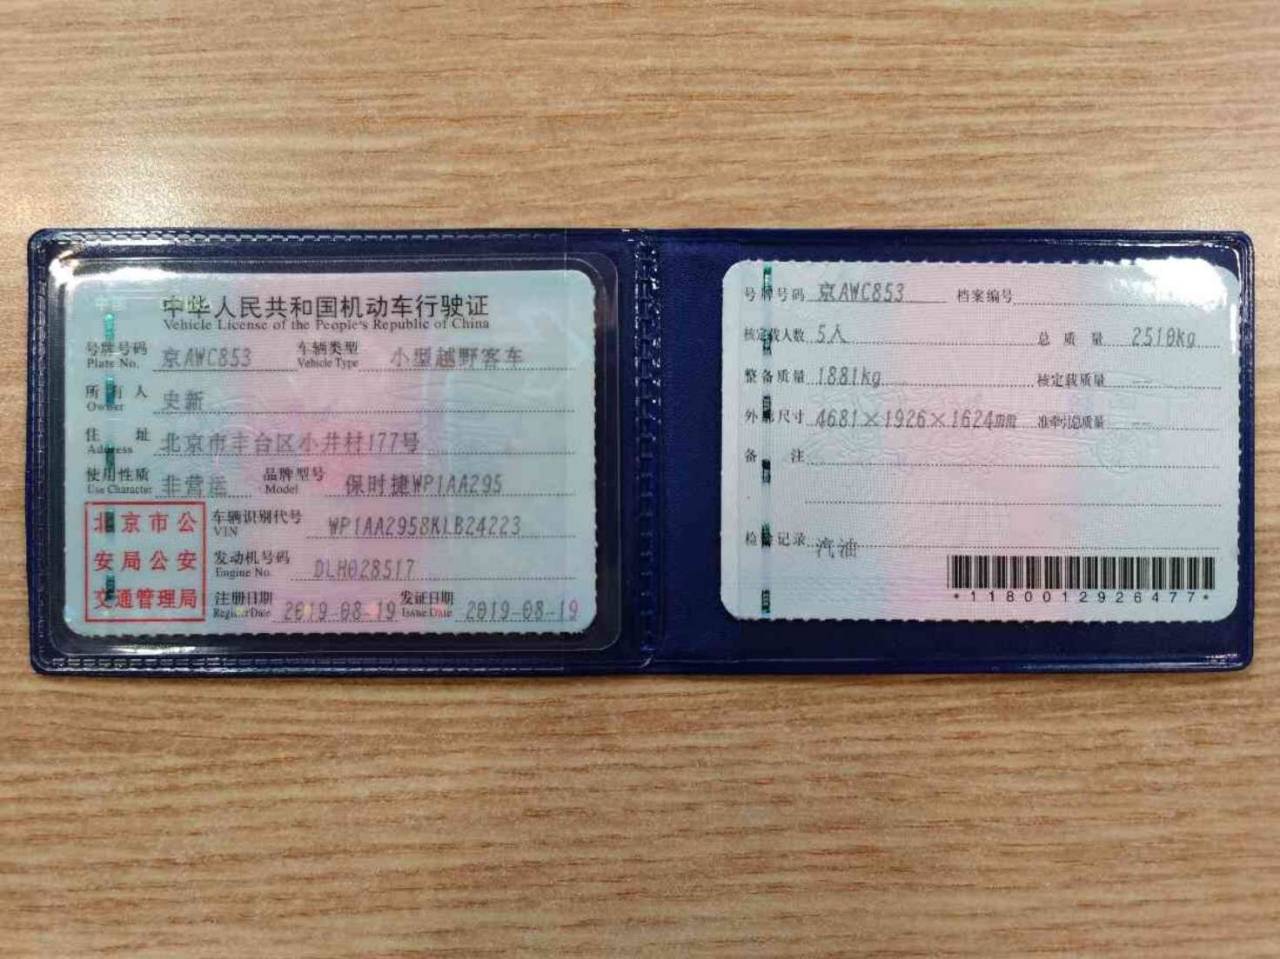 中华人民共和国机动车行驶证
Vehicle License of the People's Republic of China
号牌号码 京AWC853 车辆类型 小型越野客车
Plate No. Vehicle Type
所有人 史新
Owner
住址 北京市丰台区小井村177号
Address
使用性质 非营运 品牌型号 保时捷WP1AA295
Use Character Model
北京市公安局公安交通管理局
车辆识别代号 WP1AA2958KLB24223
VIN
发动机号码 DLH028517
Engine No.
注册日期 2019-08-19 发证日期 2019-08-19
Register Date Issue Date
号牌号码 京AWC853 档案编号
核定载人数 5人 总质量 2510kg
整备质量 1881kg 核定载质量 --
外廓尺寸 4681×1926×1624mm 准牵引总质量 --
备注
检验记录 汽油
*1180012926477*